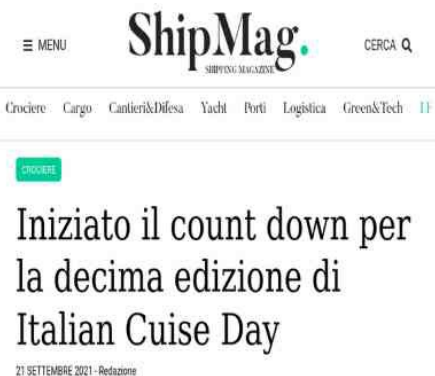 ☰ MENU ShipMag. CERCA
SHIPPING MAGAZINE
Crociere Cargo Cantieri&Difesa Yacht Porti Logistica Green&Tech
CROCIERE
Iniziato il count down per
la decima edizione di
Italian Cuise Day
21 SETTEMBRE 2021 - Redazione